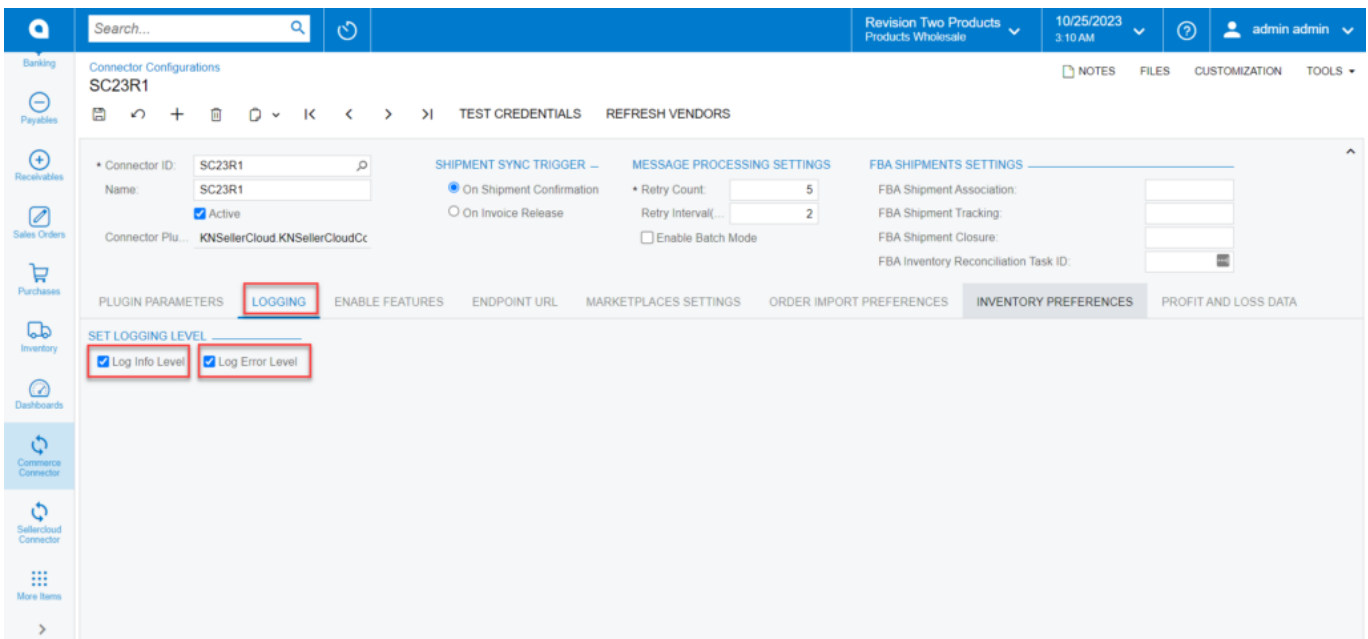 Search...
Revision Two Products
Products Wholesale
10/25/2023
3:10 AM
admin admin
Banking
Payables
Receivables
Sales Orders
Purchases
Inventory
Dashboards
Commerce
Connector
Sellercloud
Connector
More Items
Connector Configurations
SC23R1
NOTES FILES CUSTOMIZATION TOOLS
TEST CREDENTIALS REFRESH VENDORS
• Connector ID: SC23R1
Name: SC23R1
Active
Connector Plu... KNSellerCloud.KNSellerCloudCc
SHIPMENT SYNC TRIGGER
On Shipment Confirmation
On Invoice Release
MESSAGE PROCESSING SETTINGS
• Retry Count: 5
Retry Interval(... 2
Enable Batch Mode
FBA SHIPMENTS SETTINGS
FBA Shipment Association:
FBA Shipment Tracking:
FBA Shipment Closure:
FBA Inventory Reconciliation Task ID:
PLUGIN PARAMETERS LOGGING ENABLE FEATURES ENDPOINT URL MARKETPLACES SETTINGS ORDER IMPORT PREFERENCES INVENTORY PREFERENCES PROFIT AND LOSS DATA
SET LOGGING LEVEL
Log Info Level Log Error Level